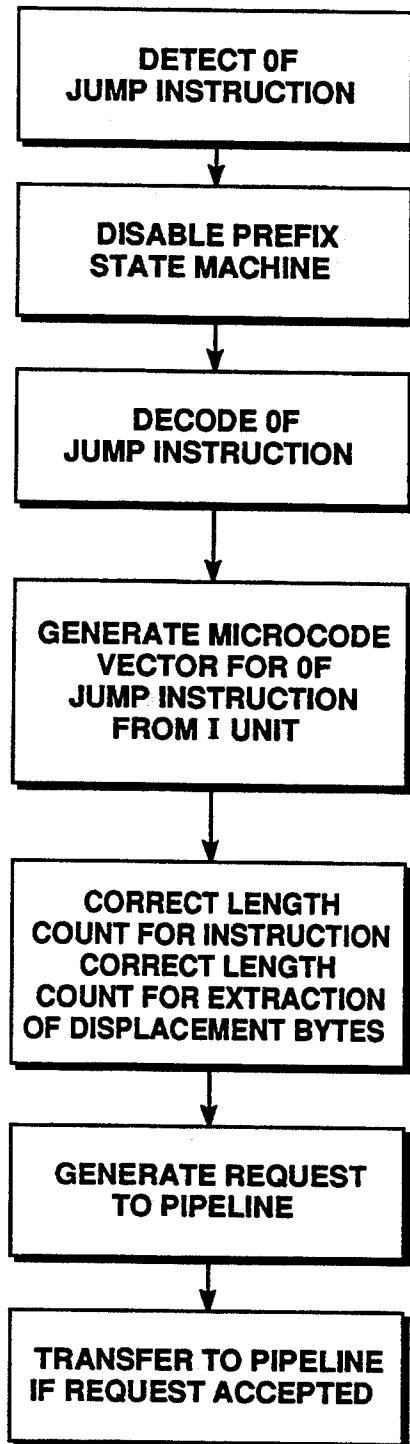 DETECT 0F
JUMP INSTRUCTION
DISABLE PREFIX
STATE MACHINE
DECODE 0F
JUMP INSTRUCTION
GENERATE MICROCODE
VECTOR FOR 0F
JUMP INSTRUCTION
FROM I UNIT
CORRECT LENGTH
COUNT FOR INSTRUCTION
CORRECT LENGTH
COUNT FOR EXTRACTION
OF DISPLACEMENT BYTES
GENERATE REQUEST
TO PIPELINE
TRANSFER TO PIPELINE
IF REQUEST ACCEPTED